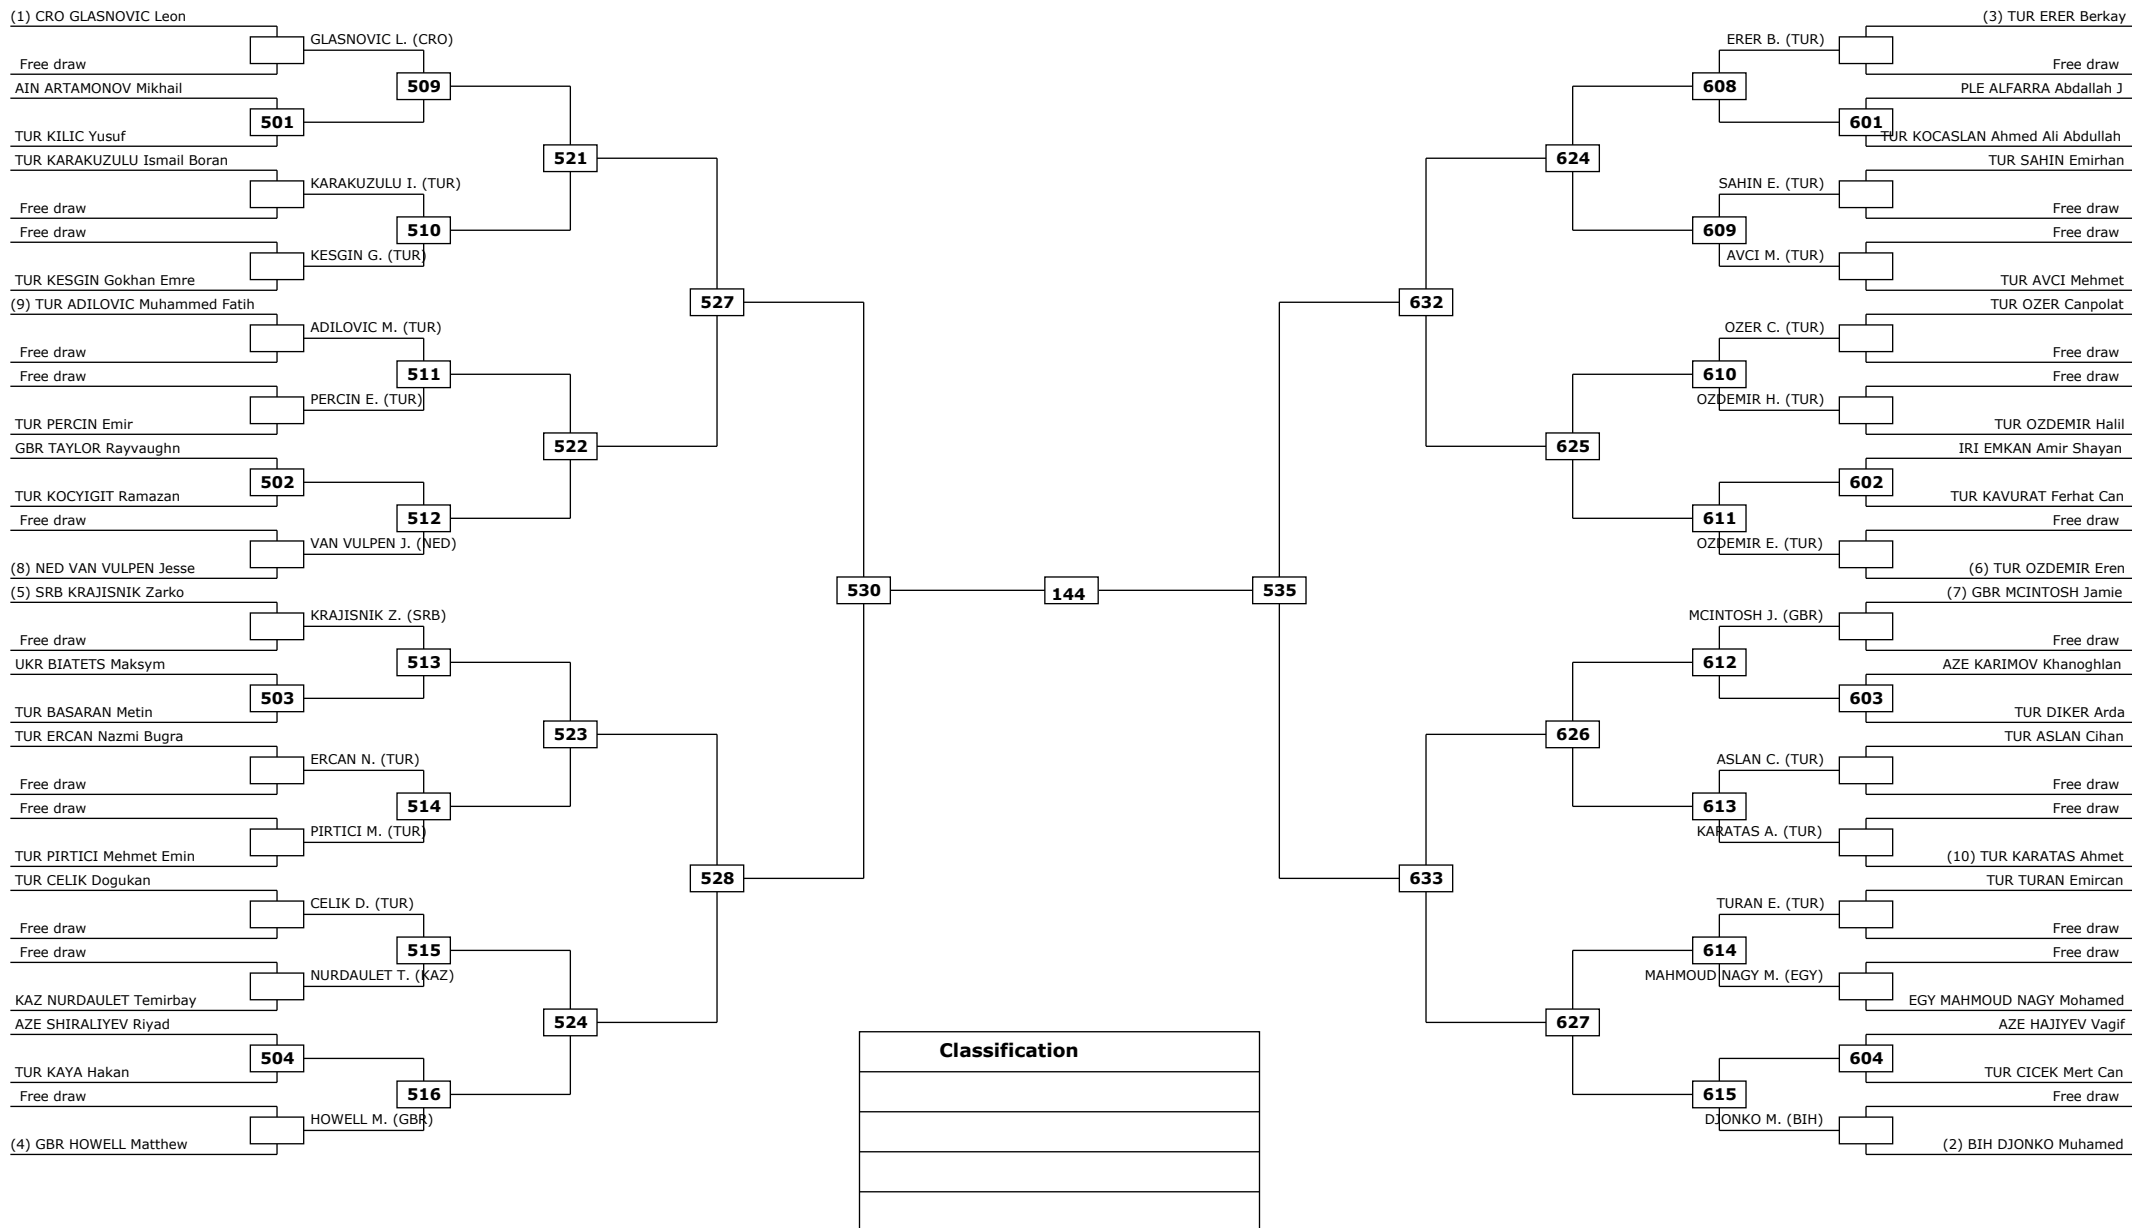 (1) CRO GLASNOVIC Leon
GLASNOVIC L. (CRO)
Free draw
509
AIN ARTAMONOV Mikhail
501
TUR KILIC Yusuf
521
TUR KARAKUZULU Ismail Boran
KARAKUZULU I. (TUR)
Free draw
510
Free draw
KESGIN G. (TUR)
TUR KESGIN Gokhan Emre
527
(9) TUR ADILOVIC Muhammed Fatih
ADILOVIC M. (TUR)
Free draw
511
Free draw
PERCIN E. (TUR)
TUR PERCIN Emir
522
GBR TAYLOR Rayvaughn
502
TUR KOCYIGIT Ramazan
512
Free draw
VAN VULPEN J. (NED)
(8) NED VAN VULPEN Jesse
530
(5) SRB KRAJISNIK Zarko
KRAJISNIK Z. (SRB)
Free draw
513
UKR BIATETS Maksym
503
TUR BASARAN Metin
523
TUR ERCAN Nazmi Bugra
ERCAN N. (TUR)
Free draw
514
Free draw
PIRTICI M. (TUR)
TUR PIRTICI Mehmet Emin
528
TUR CELIK Dogukan
CELIK D. (TUR)
Free draw
515
Free draw
NURDAULET T. (KAZ)
KAZ NURDAULET Temirbay
524
AZE SHIRALIYEV Riyad
504
TUR KAYA Hakan
516
Free draw
HOWELL M. (GBR)
(4) GBR HOWELL Matthew
144
Classification
(3) TUR ERER Berkay
ERER B. (TUR)
Free draw
608
PLE ALFARRA Abdallah J
601
TUR KOCASLAN Ahmed Ali Abdullah
624
TUR SAHIN Emirhan
SAHIN E. (TUR)
Free draw
609
Free draw
AVCI M. (TUR)
TUR AVCI Mehmet
632
TUR OZER Canpolat
OZER C. (TUR)
Free draw
610
Free draw
OZDEMIR H. (TUR)
TUR OZDEMIR Halil
625
IRI EMKAN Amir Shayan
602
TUR KAVURAT Ferhat Can
611
Free draw
OZDEMIR E. (TUR)
(6) TUR OZDEMIR Eren
535
(7) GBR MCINTOSH Jamie
MCINTOSH J. (GBR)
Free draw
612
AZE KARIMOV Khanoghlan
603
TUR DIKER Arda
626
TUR ASLAN Cihan
ASLAN C. (TUR)
Free draw
613
Free draw
KARATAS A. (TUR)
(10) TUR KARATAS Ahmet
633
TUR TURAN Emircan
TURAN E. (TUR)
Free draw
614
Free draw
MAHMOUD NAGY M. (EGY)
EGY MAHMOUD NAGY Mohamed
627
AZE HAJIYEV Vagif
604
TUR CICEK Mert Can
615
Free draw
DJONKO M. (BIH)
(2) BIH DJONKO Muhamed